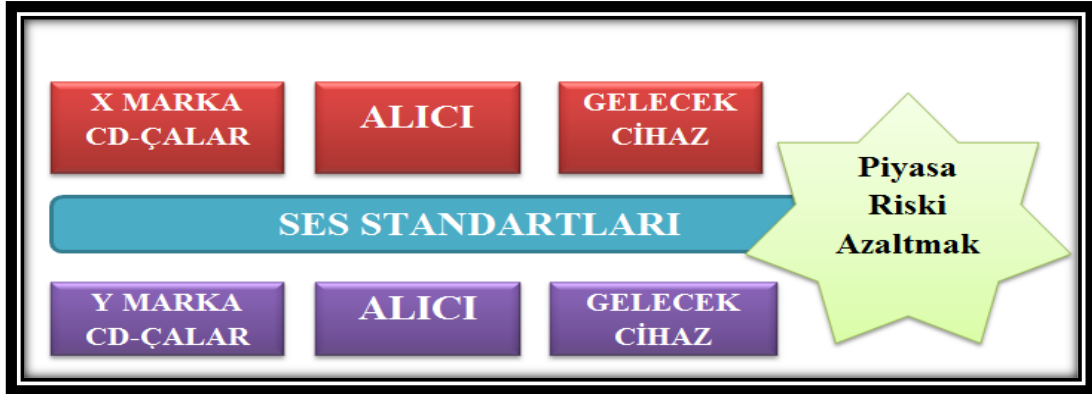 X MARKA
CD-ÇALAR
ALICI
GELECEK
CİHAZ
SES STANDARTLARI
Piyasa
Riski
Azaltmak
Y MARKA
CD-ÇALAR
ALICI
GELECEK
CİHAZ